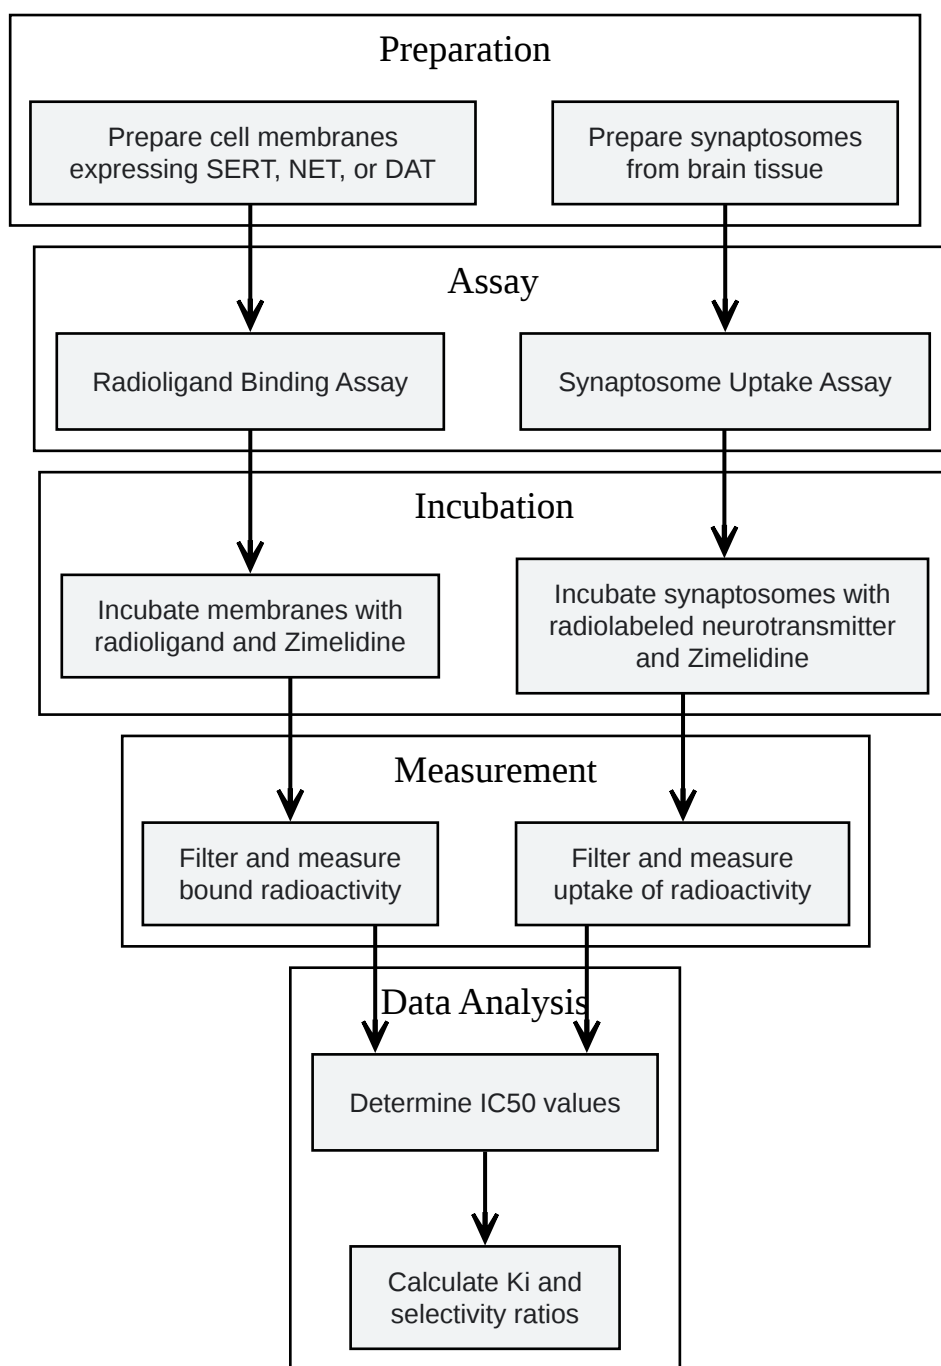 Preparation
Prepare cell membranes
expressing SERT, NET, or DAT
Prepare synaptosomes
from brain tissue
Assay
Radioligand Binding Assay
Synaptosome Uptake Assay
Incubation
Incubate membranes with
radioligand and Zimelidine
Incubate synaptosomes with
radiolabeled neurotransmitter
and Zimelidine
Measurement
Filter and measure
bound radioactivity
Filter and measure
uptake of radioactivity
Data Analysis
Determine IC50 values
Calculate Ki and
selectivity ratios